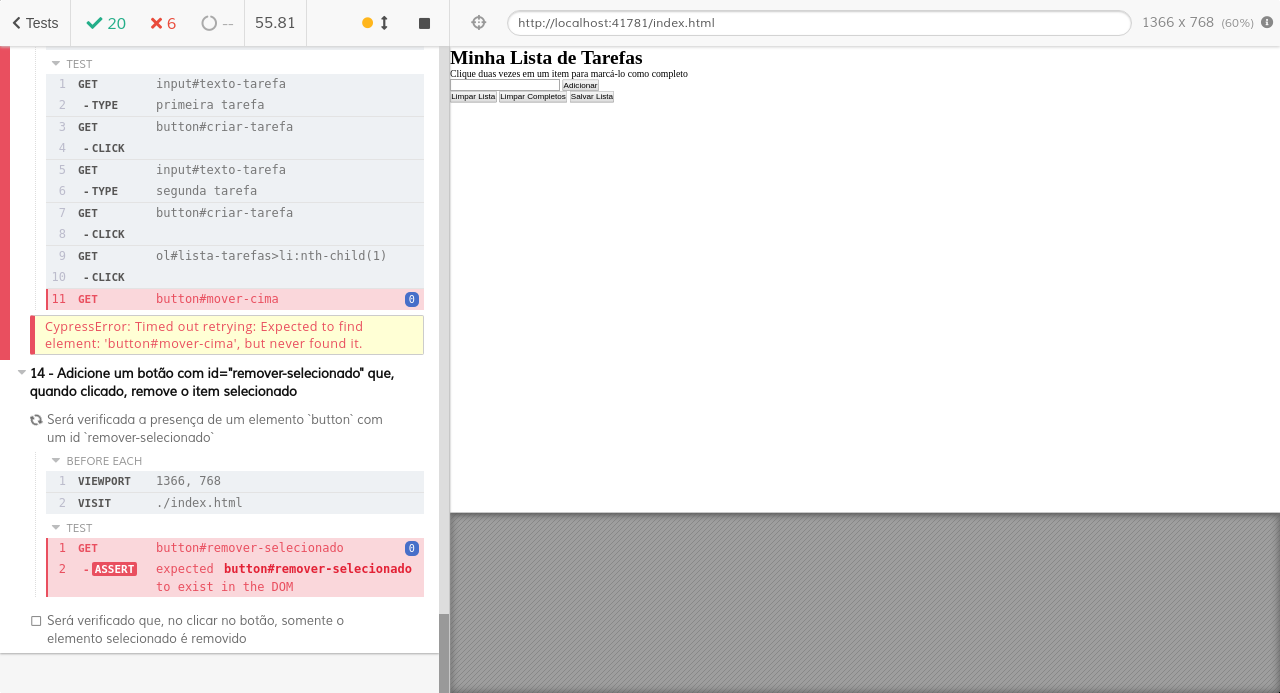 Tests 20 6 -- 55.81
TEST
1 GET input#texto-tarefa
2 -TYPE primeira tarefa
3 GET button#criar-tarefa
4 -CLICK
5 GET input#texto-tarefa
6 -TYPE segunda tarefa
7 GET button#criar-tarefa
8 -CLICK
9 GET ol#lista-tarefas>li:nth-child(1)
10 -CLICK
11 GET button#mover-cima 0
CypressError: Timed out retrying: Expected to find
element: 'button#mover-cima', but never found it.
14 - Adicione um botão com id="remover-selecionado" que,
quando clicado, remove o item selecionado
Será verificada a presença de um elemento `button` com
um id `remover-selecionado`
BEFORE EACH
1 VIEWPORT 1366, 768
2 VISIT ./index.html
TEST
1 GET button#remover-selecionado 0
2 -ASSERT expected button#remover-selecionado
to exist in the DOM
Será verificado que, no clicar no botão, somente o
elemento selecionado é removido
http://localhost:41781/index.html 1366 x 768 (60%)
Minha Lista de Tarefas
Clique duas vezes em um item para marcá-lo como completo
Adicionar
Limpar Lista Limpar Completos Salvar Lista